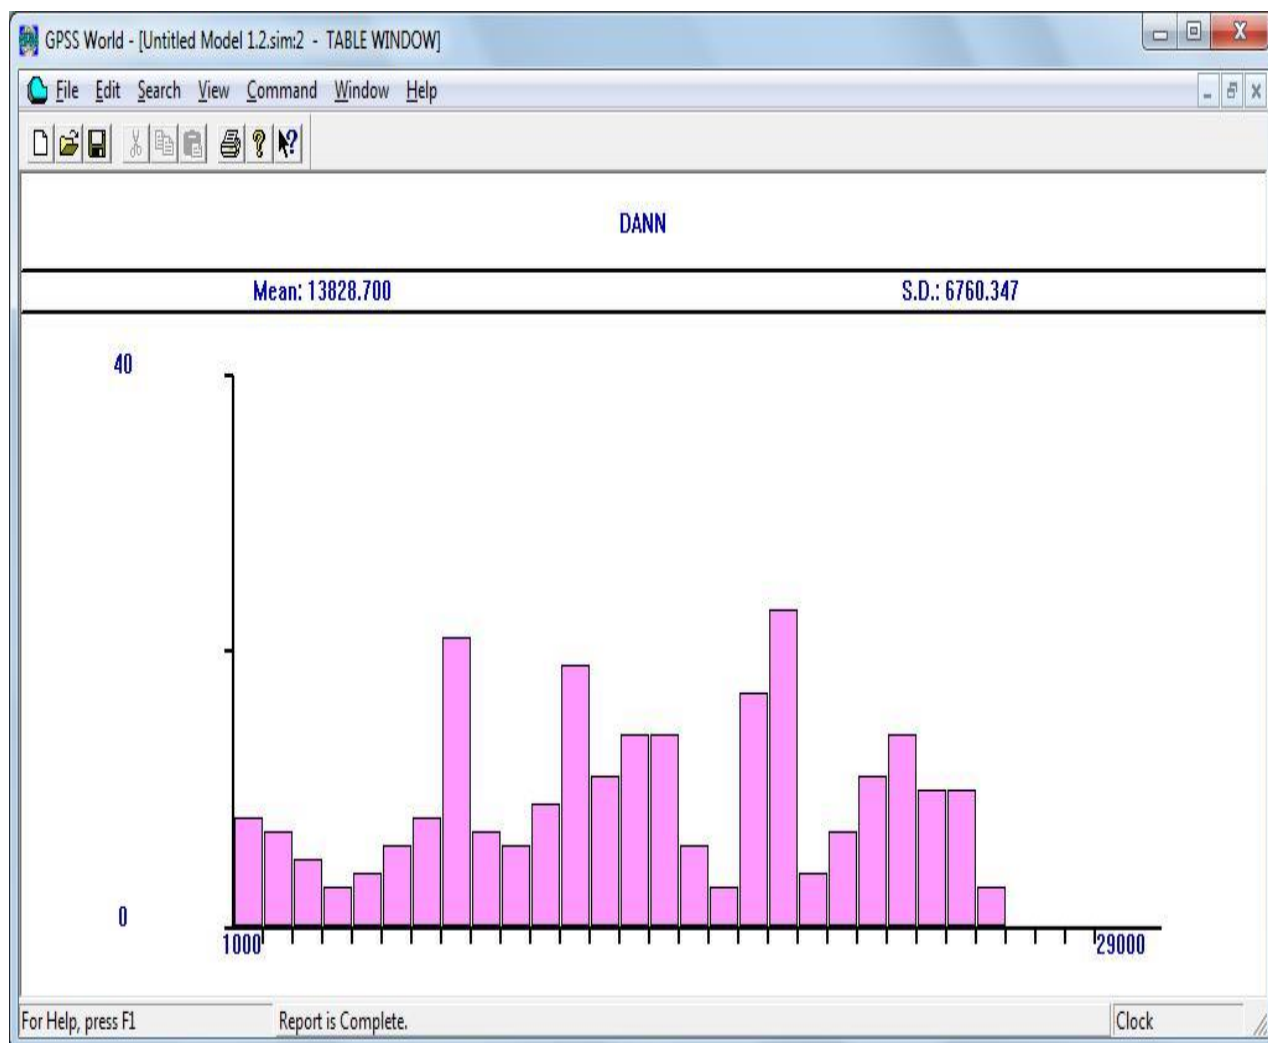 GPSS World - [Untitled Model 1.2.sim:2 - TABLE WINDOW]
File Edit Search View Command Window Help
DANN
Mean: 13828.700 S.D.: 6760.347
40
0
1000 29000
For Help, press F1 Report is Complete. Clock